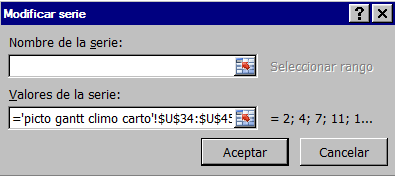 Modificar serie
Nombre de la serie:
Seleccionar rango
Valores de la serie:
='picto gantt climo carto'!$U$34:$U$45 = 2; 4; 7; 11; 1...
Aceptar Cancelar